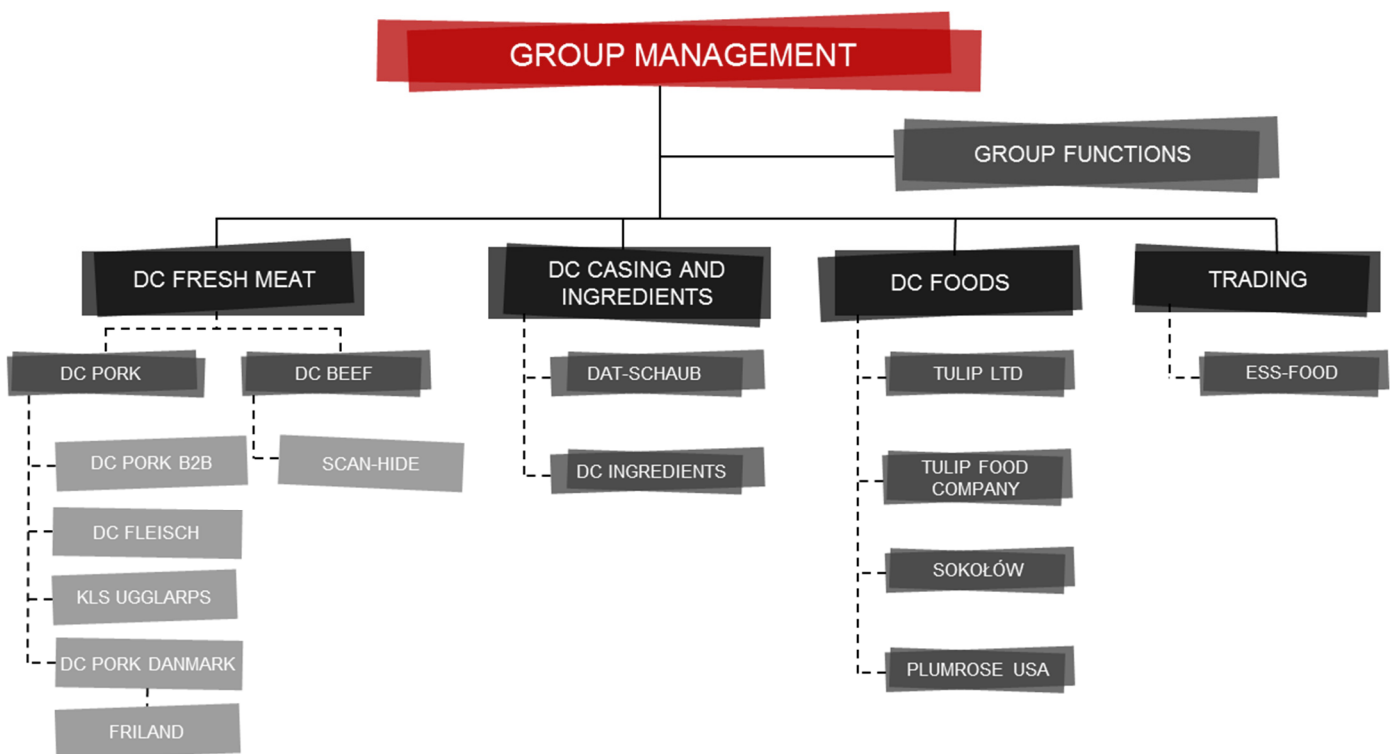 GROUP MANAGEMENT
GROUP FUNCTIONS
DC FRESH MEAT
DC CASING AND
INGREDIENTS
DC FOODS
TRADING
DC PORK
DC BEEF
DAT-SCHAUB
TULIP LTD
ESS-FOOD
DC PORK B2B
SCAN-HIDE
DC INGREDIENTS
TULIP FOOD
COMPANY
DC FLEISCH
SOKOŁÓW
KLS UGGLARPS
DC PORK DANMARK
PLUMROSE USA
FRILAND